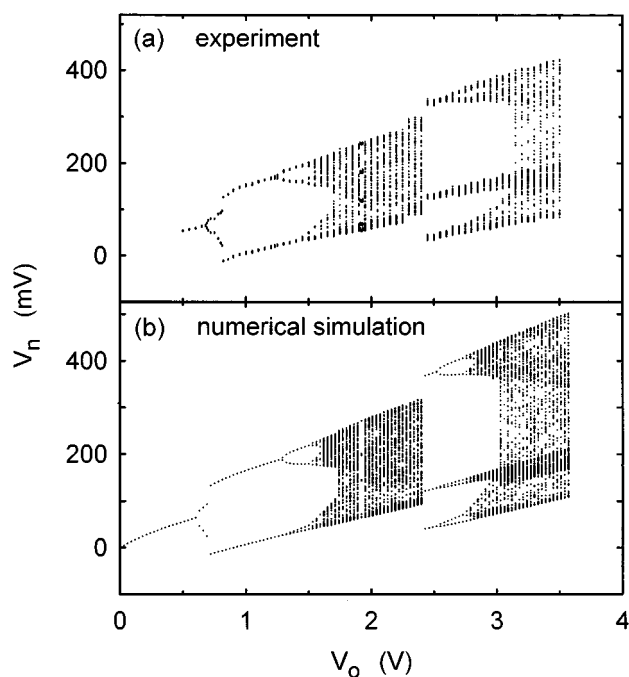 (a) experiment
400
200
0
V_n (mV)
(b) numerical simulation
400
200
0
0 1 2 3 4
V_o (V)